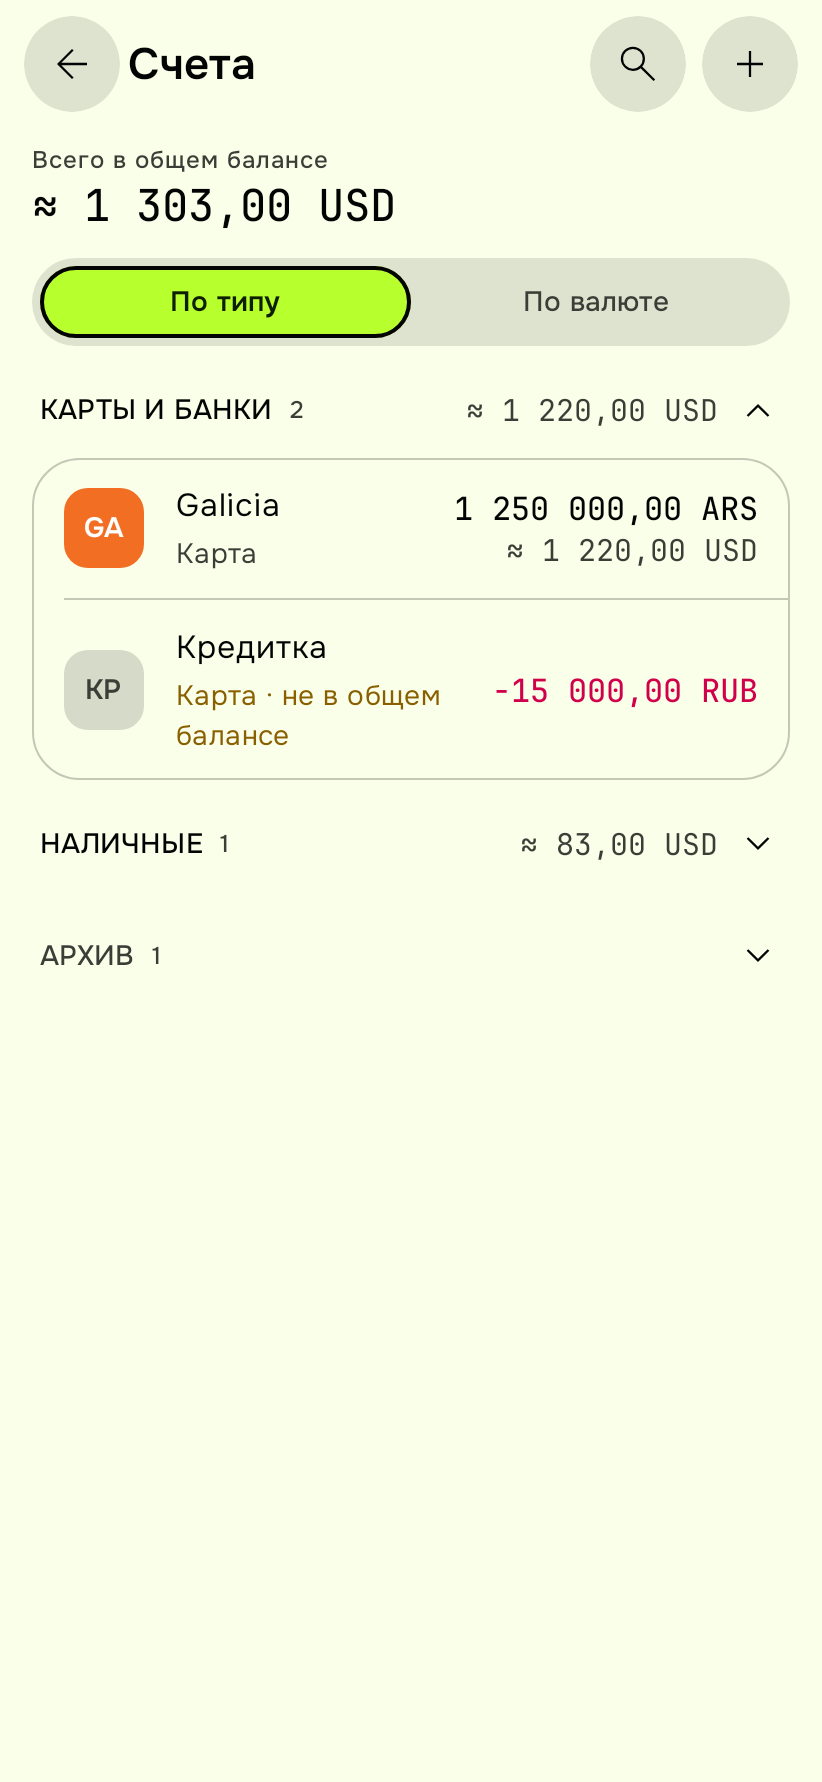 Счета
Всего в общем балансе
≈ 1 303,00 USD
По типу
По валюте
КАРТЫ И БАНКИ 2 ≈ 1 220,00 USD
GA
Galicia
1 250 000,00 ARS
Карта
≈ 1 220,00 USD
КР
Кредитка
Карта · не в общем
балансе
-15 000,00 RUB
НАЛИЧНЫЕ 1 ≈ 83,00 USD
АРХИВ 1